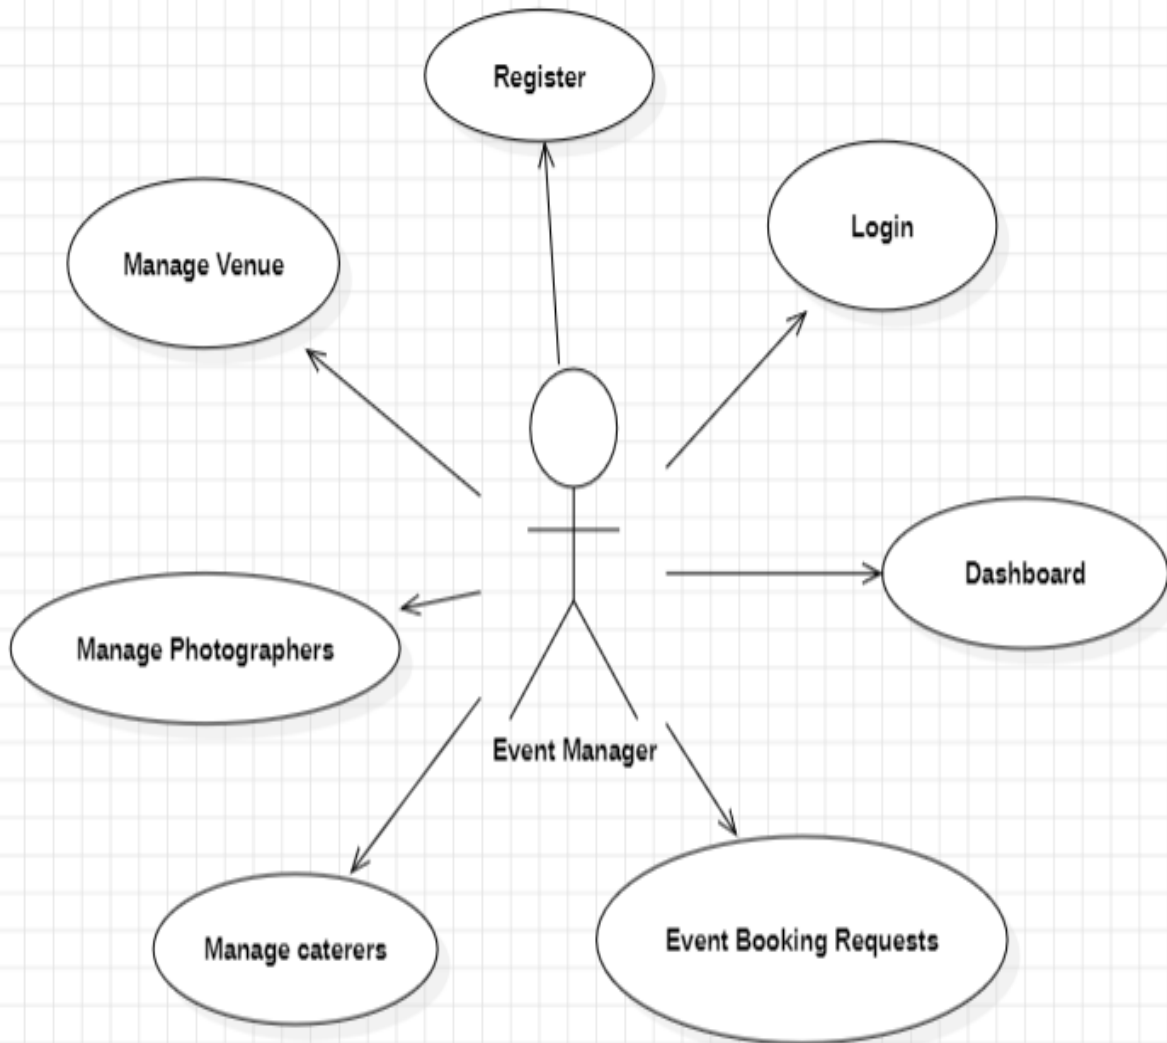 Register
Login
Manage Venue
Dashboard
Manage Photographers
Event Manager
Event Booking Requests
Manage caterers